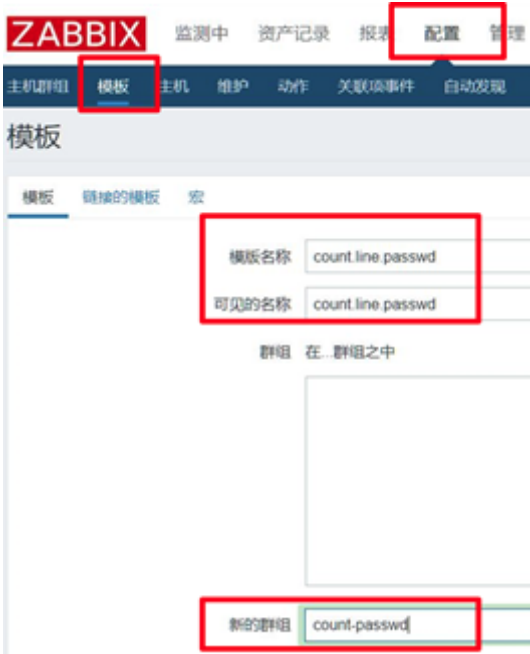 ZABBIX 监测中 资产记录 报表 配置 管理
主机群组 模板 主机 维护 动作 关联项事件 自动发现
模板
模板 链接的模板 宏
模版名称 count.line.passwd
可见的名称 count.line.passwd
群组 在...群组之中
新的群组 count-passwd